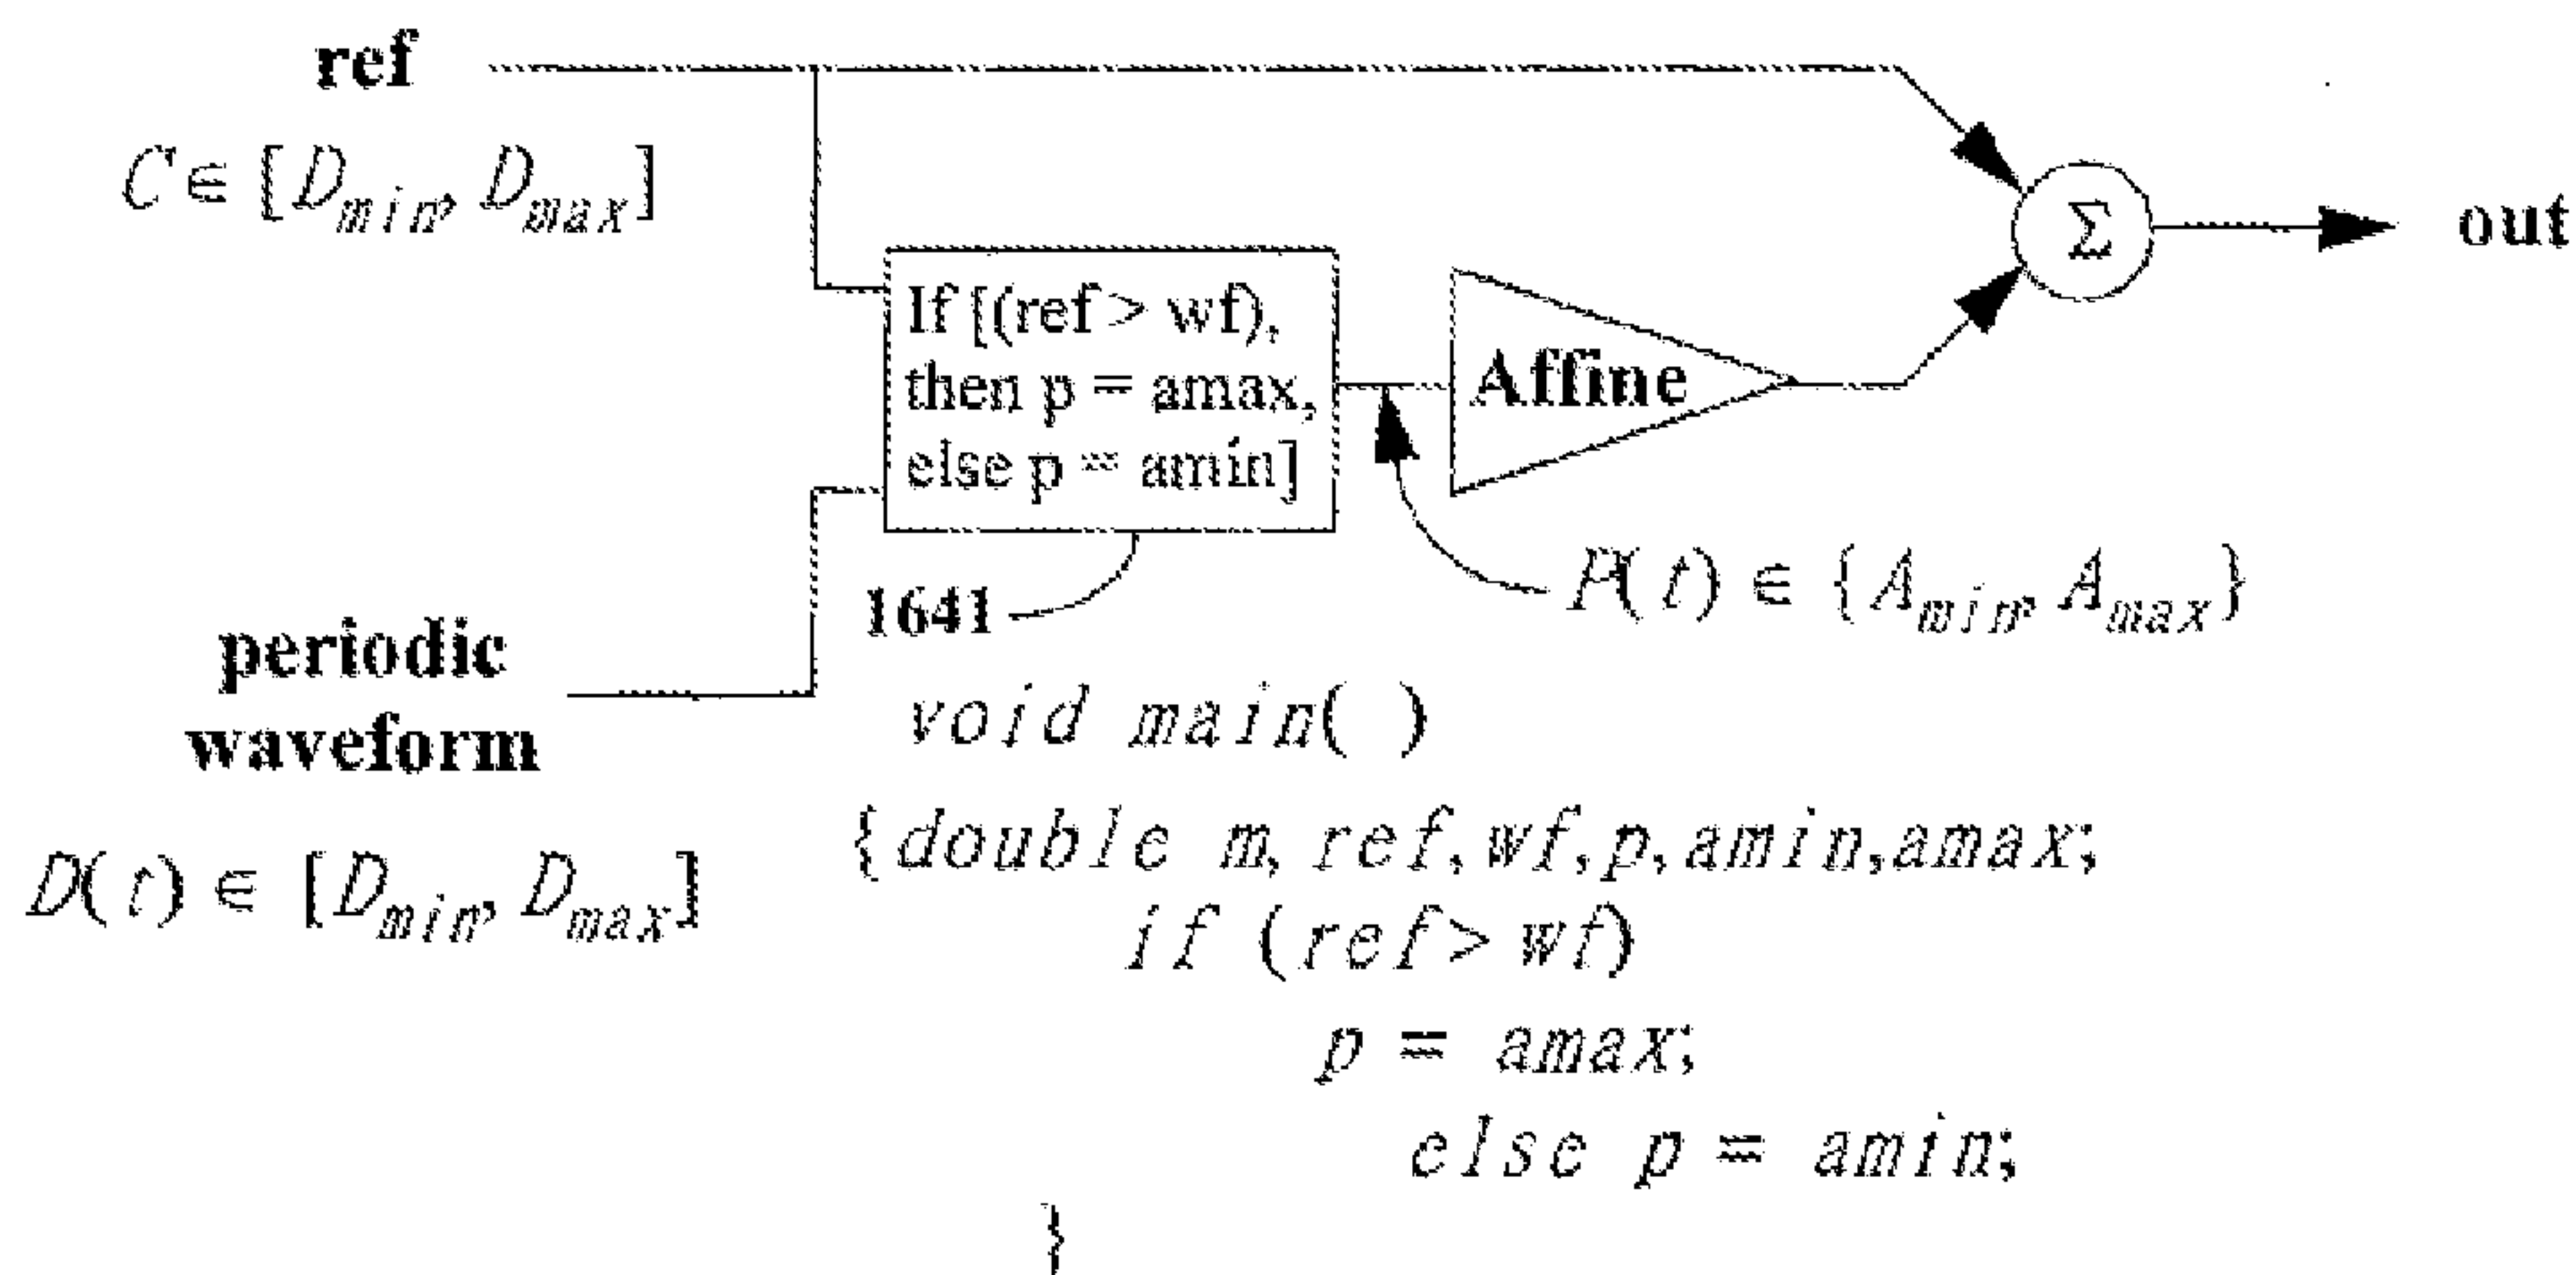 ref
C ∈ [D_min, D_max]
Σ
out
If [(ref > wf),
then p = amax,
else p = amin]
Affine
1641
P(t) ∈ {A_min, A_max}
periodic
waveform
D(t) ∈ [D_min, D_max]
void main( )
{double m, ref, wf, p, amin, amax;
if (ref > wf)
p = amax;
else p = amin;
}